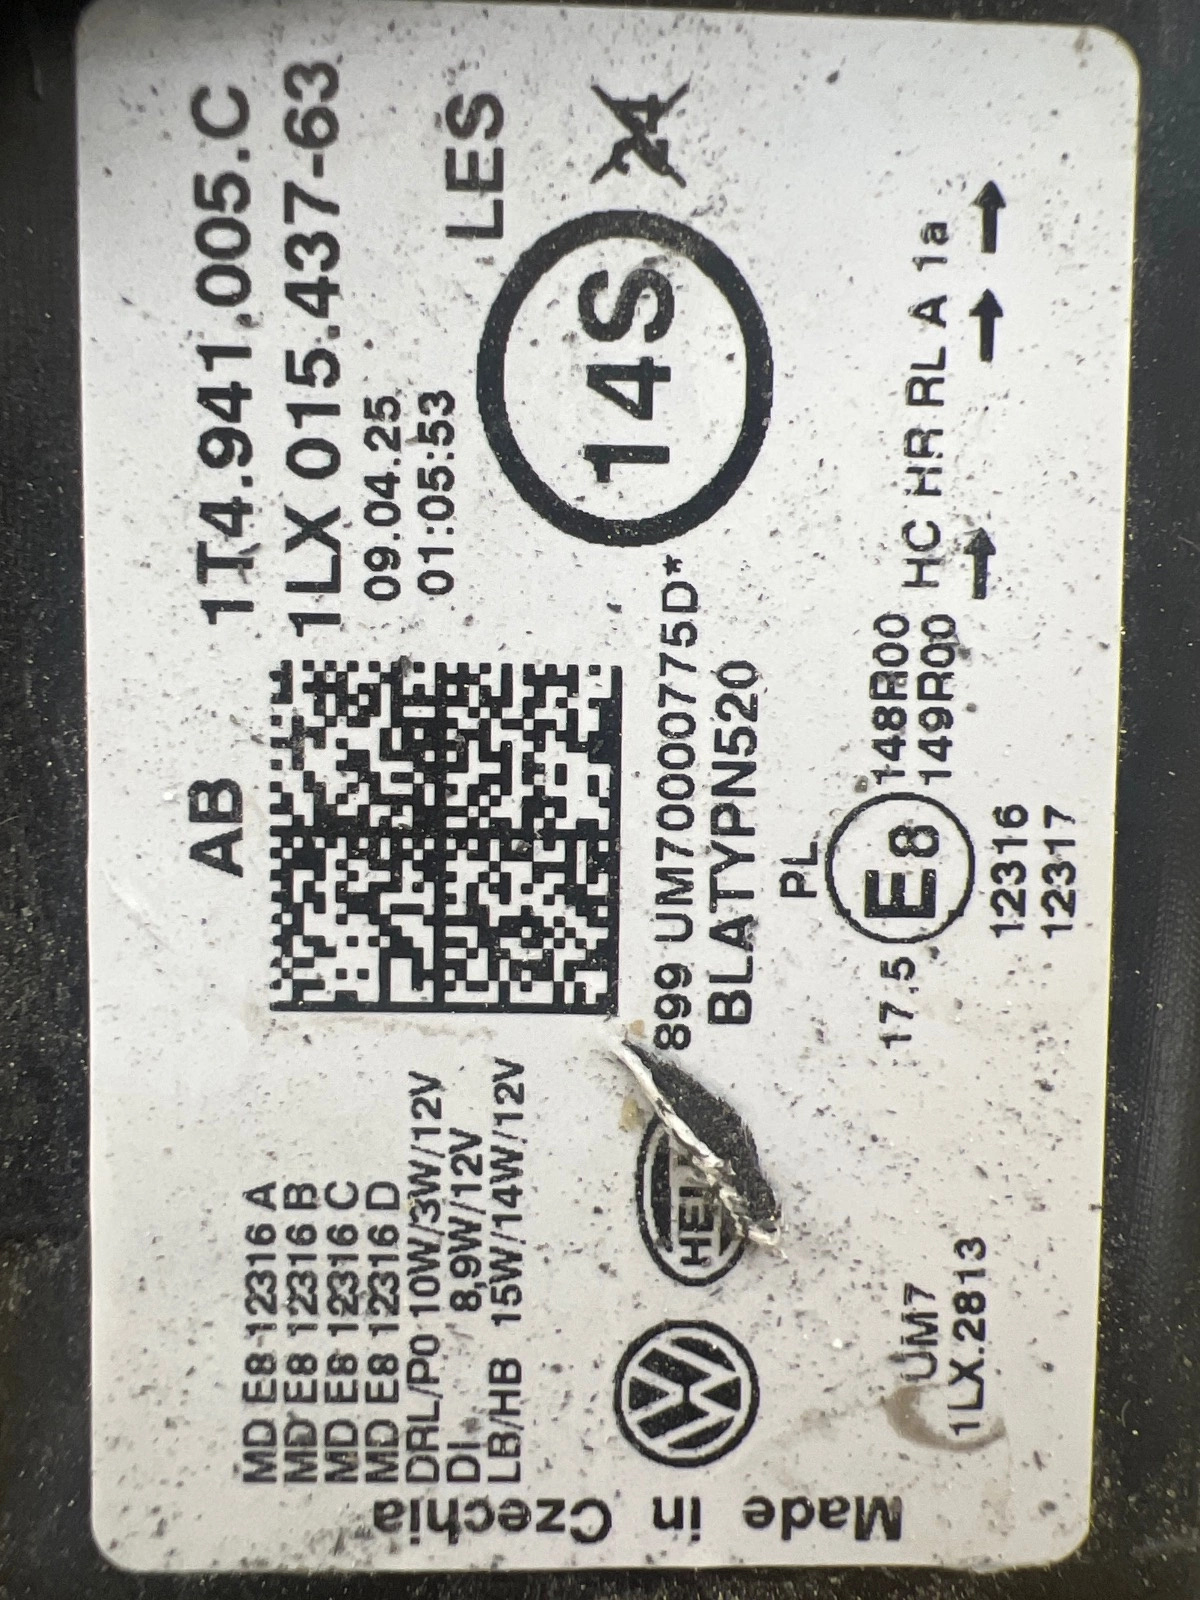 AB
1T4.941.005.C
1LX 015.437-63
09.04.25
01:05:53
LES
14S
24
MD E8 12316 A
MD E8 12316 B
MD E8 12316 C
MD E8 12316 D
DRL/P0 10W/3W/12V
DI 8,9W/12V
LB/HB 15W/14W/12V
899 UM70000775D*
BLATYPN520
PL
17.5 E8 148R00 HC HR RL A 1a
149R00
12316
12317
UM7
1LX.2813
Made in Czechia